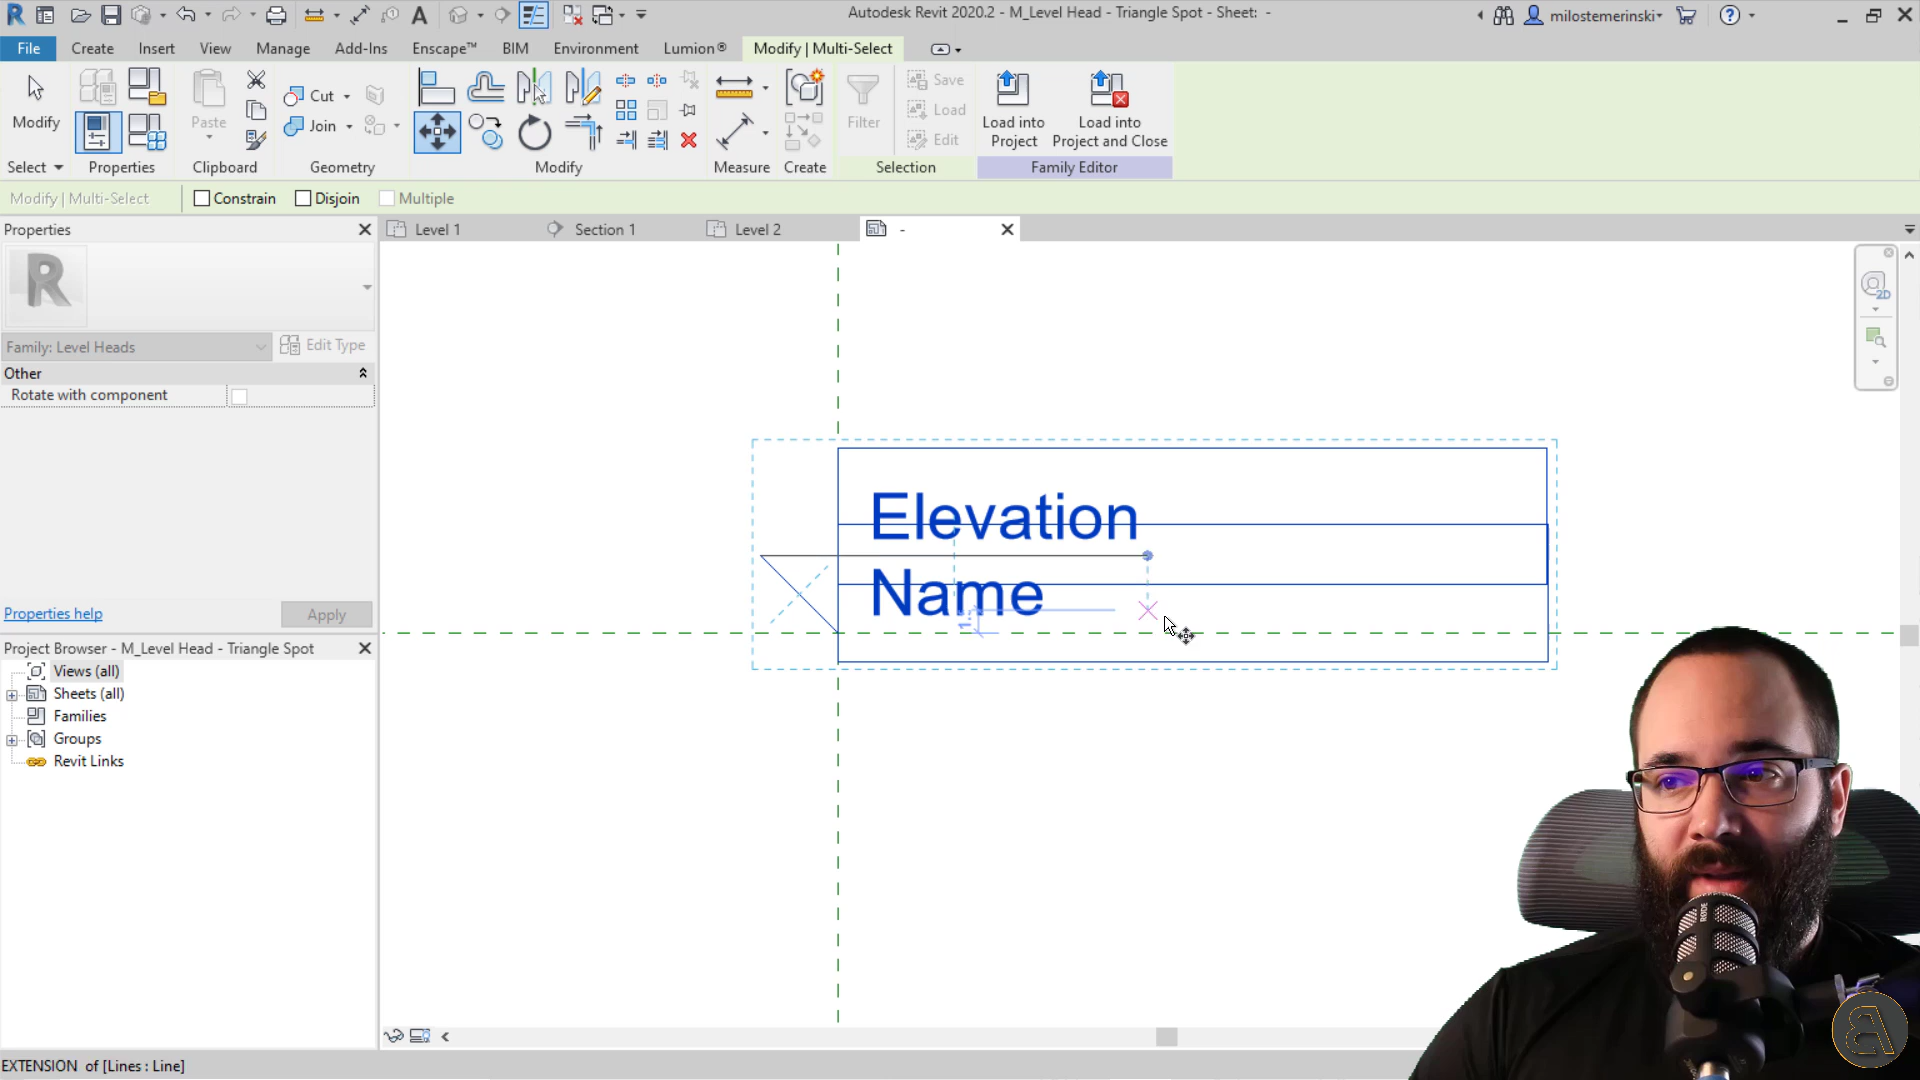 Autodesk Revit 2020.2 - M_Level Head - Triangle Spot - Sheet: -
milostemerinski
File Create Insert View Manage Add-Ins Enscape™ BIM Environment Lumion® Modify | Multi-Select
Modify
Paste
Cut
Join
Filter
Save
Load
Edit
Load into
Project
Load into
Project and Close
Select Properties Clipboard Geometry Modify Measure Create Selection Family Editor
Modify | Multi-Select Constrain Disjoin Multiple
Properties
Level 1 Section 1 Level 2 -
R
Family: Level Heads Edit Type
Other
Rotate with component
Properties help Apply
Project Browser - M_Level Head - Triangle Spot
Views (all)
Sheets (all)
Families
Groups
Revit Links
Elevation
Name
2D
RØDE
EXTENSION of [Lines : Line]